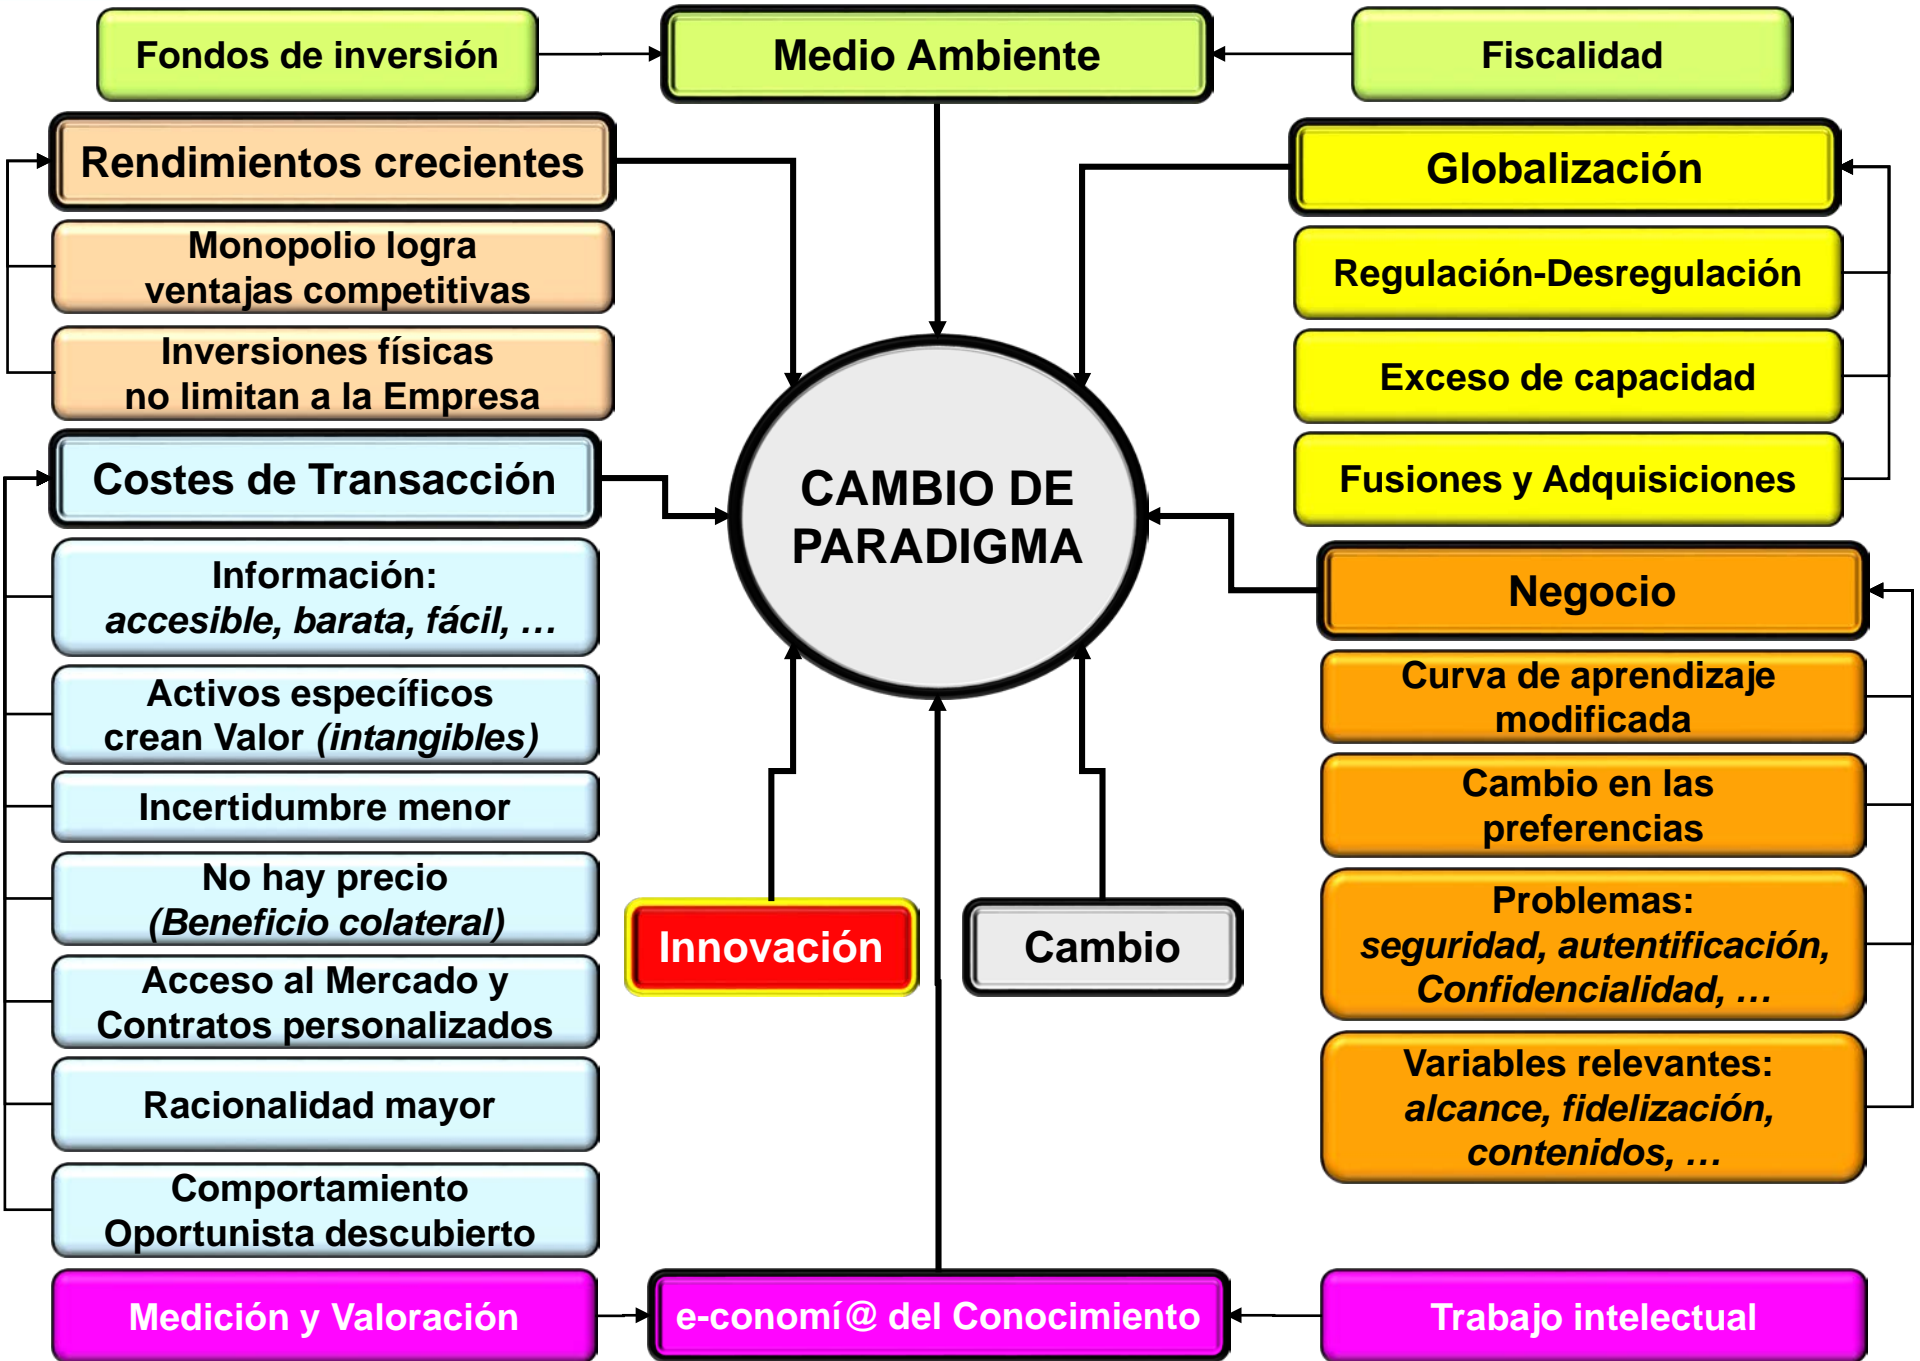 Fondos de inversión
Medio Ambiente
Fiscalidad
Rendimientos crecientes
Monopolio logra
ventajas competitivas
Inversiones físicas
no limitan a la Empresa
Costes de Transacción
Información:
accesible, barata, fácil, …
Activos específicos
crean Valor (intangibles)
Incertidumbre menor
No hay precio
(Beneficio colateral)
Acceso al Mercado y
Contratos personalizados
Racionalidad mayor
Comportamiento
Oportunista descubierto
CAMBIO DE
PARADIGMA
Innovación
Cambio
Globalización
Regulación-Desregulación
Exceso de capacidad
Fusiones y Adquisiciones
Negocio
Curva de aprendizaje
modificada
Cambio en las
preferencias
Problemas:
seguridad, autentificación,
Confidencialidad, …
Variables relevantes:
alcance, fidelización,
contenidos, …
Medición y Valoración
e-conomí@ del Conocimiento
Trabajo intelectual